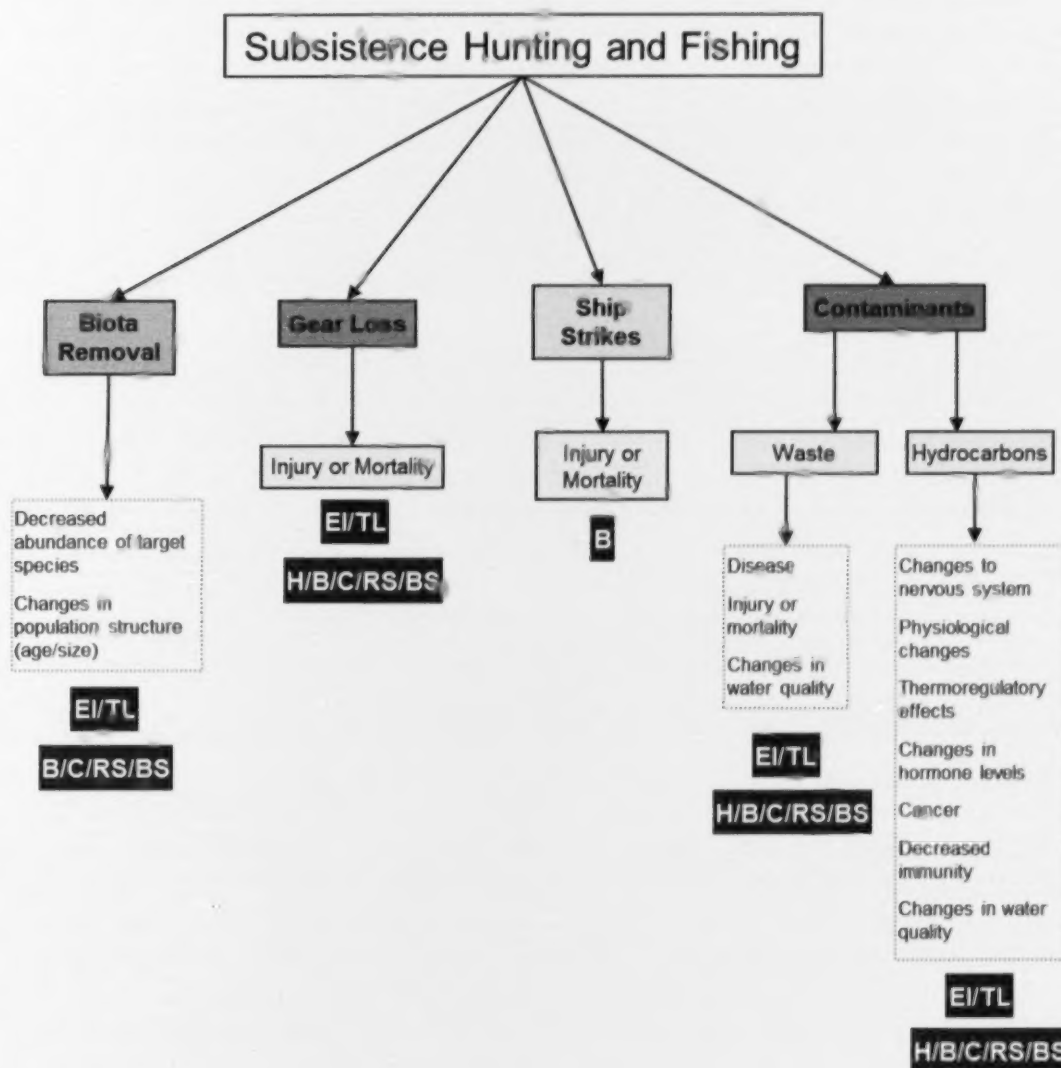 Subsistence Hunting and Fishing
Biota
Removal
Gear Loss
Ship
Strikes
Contaminants
Injury or Mortality
Injury or
Mortality
Waste
Hydrocarbons
Decreased
abundance of target
species
Changes in
population structure
(age/size)
EI/TL
B/C/RS/BS
EI/TL
H/B/C/RS/BS
B
Disease
Injury or
mortality
Changes in
water quality
EI/TL
H/B/C/RS/BS
Changes to
nervous system
Physiological
changes
Thermoregulatory
effects
Changes in
hormone levels
Cancer
Decreased
immunity
Changes in water
quality
EI/TL
H/B/C/RS/BS